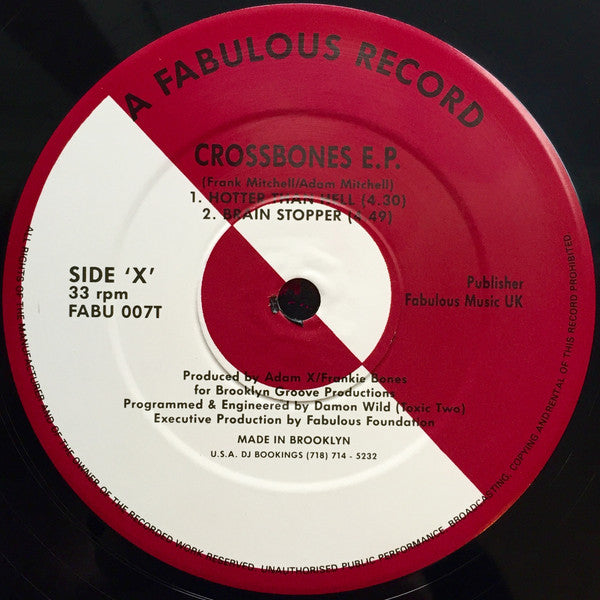 A FABULOUS RECORD
CROSSBONES E.P.
(Frank Mitchell/Adam Mitchell)
1. HOTTER THAN HELL (4.30)
2. BRAIN STOPPER (4 49)
SIDE ‘X’
33 rpm
FABU 007T
Publisher
Fabulous Music UK
Produced by Adam X/Frankie Bones
for Brooklyn Groove Productions
Programmed & Engineered by Damon Wild (Toxic Two)
Executive Production by Fabulous Foundation
MADE IN BROOKLYN
U.S.A. DJ BOOKINGS (718) 714 - 5232
ALL RIGHTS OF THE MANUFACTURER AND OF THE OWNER OF THE RECORDED WORK RESERVED. UNAUTHORISED PUBLIC PERFORMANCE, BROADCASTING, COPYING AND RENTAL OF THIS RECORD PROHIBITED